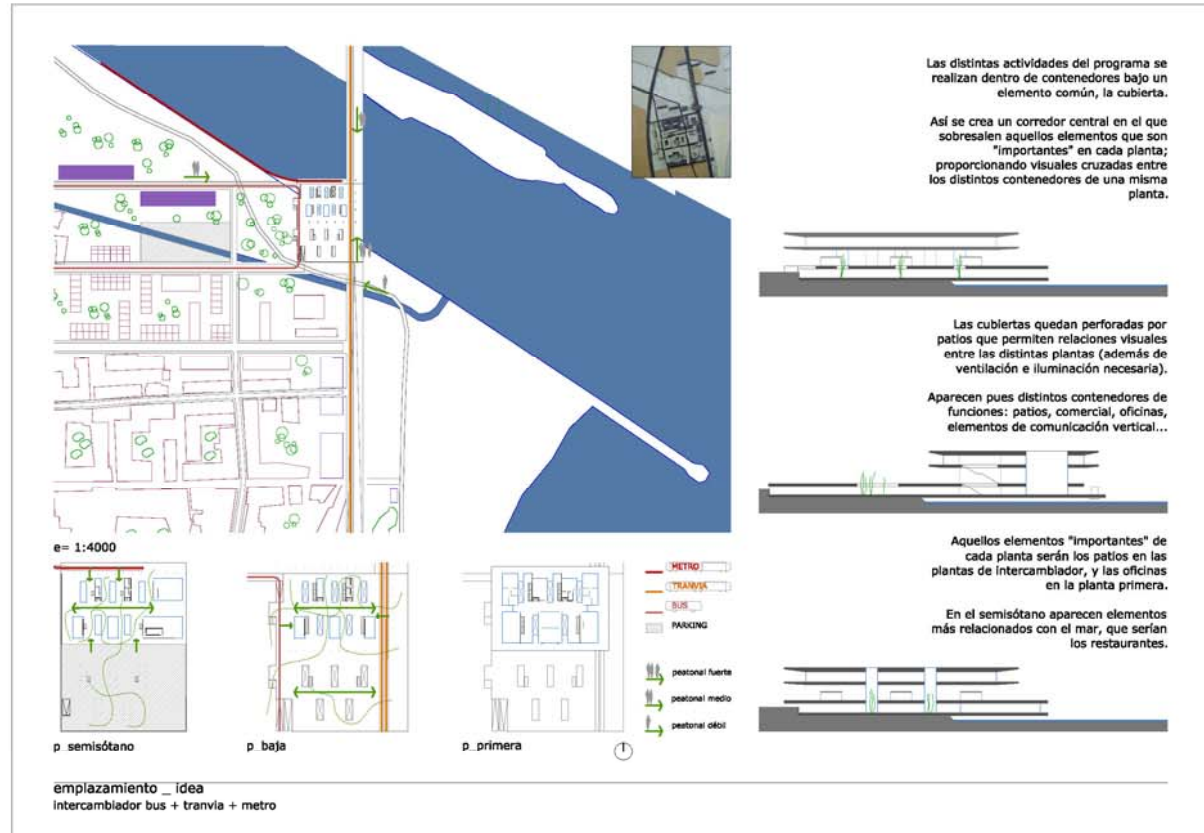 Las distintas actividades del programa se
realizan dentro de contenedores bajo un
elemento común, la cubierta.
Así se crea un corredor central en el que
sobresalen aquellos elementos que son
"importantes" en cada planta;
proporcionando visuales cruzadas entre
los distintos contenedores de una misma
planta.
Las cubiertas quedan perforadas por
patios que permiten relaciones visuales
entre las distintas plantas (además de
ventilación e iluminación necesaria).
Aparecen pues distintos contenedores de
funciones: patios, comercial, oficinas,
elementos de comunicación vertical...
Aquellos elementos "importantes" de
cada planta serán los patios en las
plantas de intercambiador, y las oficinas
en la planta primera.
En el semisótano aparecen elementos
más relacionados con el mar, que serían
los restaurantes.
e= 1:4000
METRO
TRANVIA
BUS
PARKING
peatonal fuerte
peatonal medio
peatonal débil
p_semisótano
p_baja
p_primera
emplazamiento _ idea
intercambiador bus + tranvia + metro